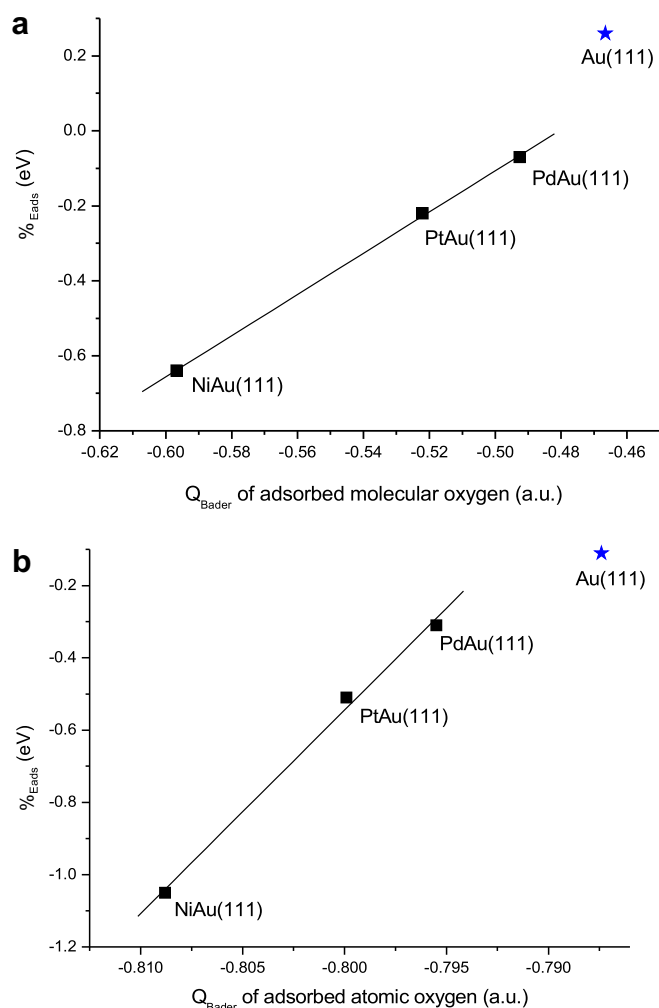 a
0.2
0.0
-0.2
-0.4
-0.6
-0.8
%Eads (eV)
Au(111)
PdAu(111)
PtAu(111)
NiAu(111)
-0.62 -0.60 -0.58 -0.56 -0.54 -0.52 -0.50 -0.48 -0.46
QBader of adsorbed molecular oxygen (a.u.)
b
-0.2
-0.4
-0.6
-0.8
-1.0
-1.2
%Eads (eV)
Au(111)
PdAu(111)
PtAu(111)
NiAu(111)
-0.810 -0.805 -0.800 -0.795 -0.790
QBader of adsorbed atomic oxygen (a.u.)